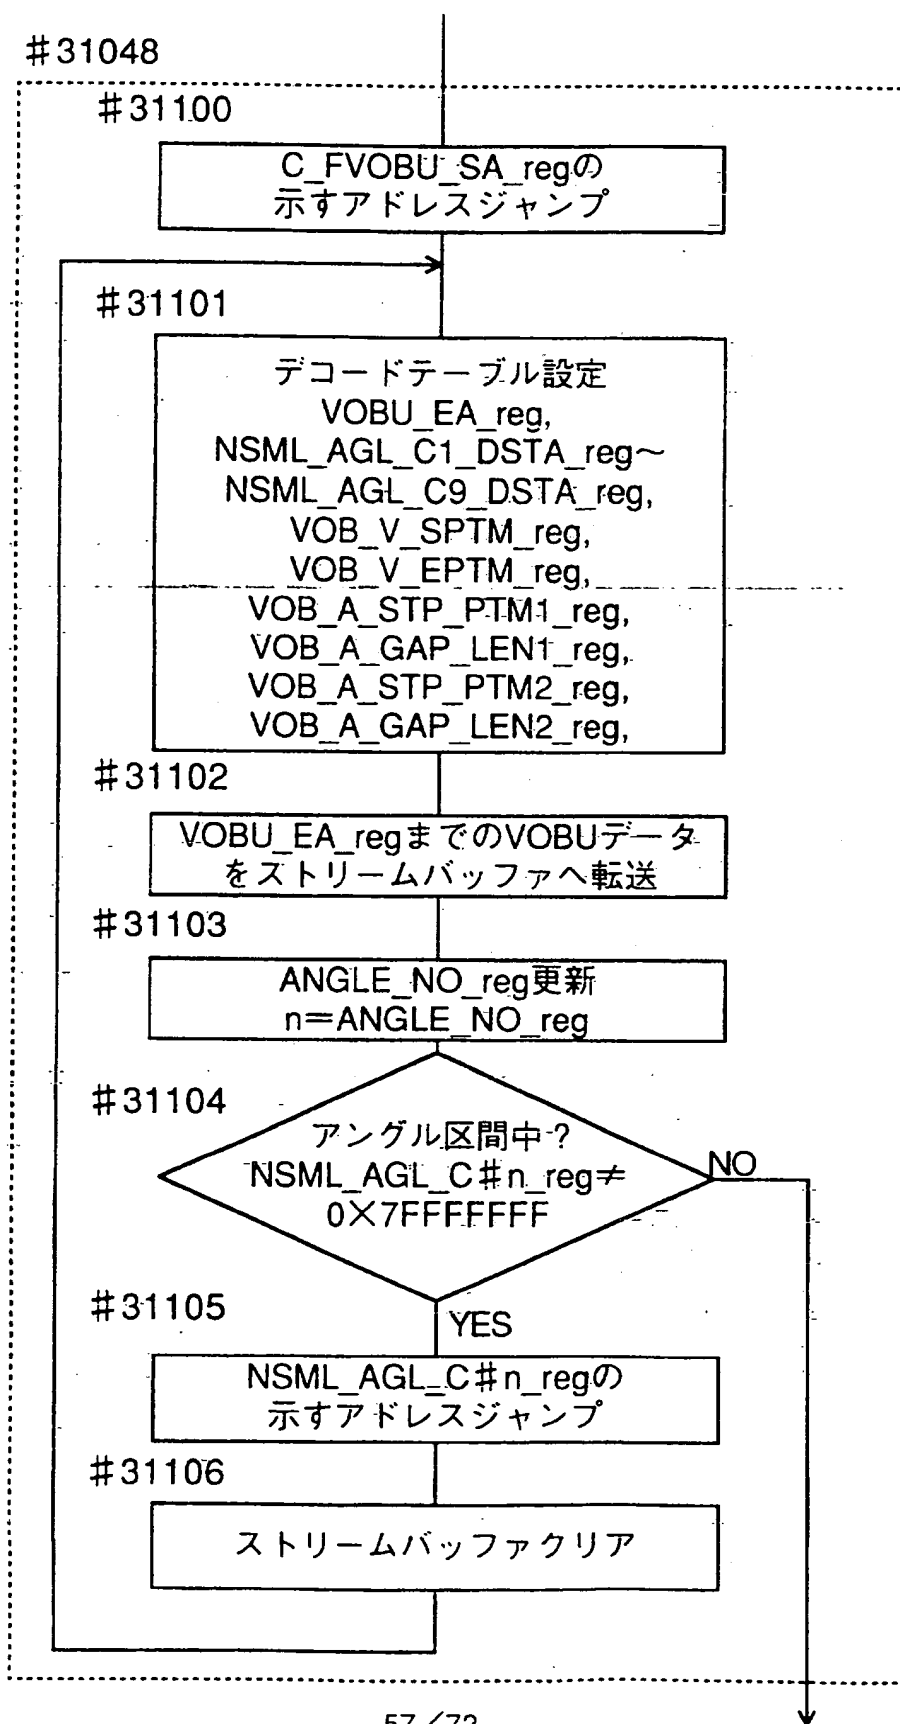 #31048
#31100
C_FVOBU_SA_regの
示すアドレスジャンプ
#31101
デコードテーブル設定
VOBU_EA_reg,
NSML_AGL_C1_DSTA_reg~
NSML_AGL_C9_DSTA_reg,
VOB_V_SPTM_reg,
VOB_V_EPTM_reg,
VOB_A_STP_PTM1_reg,
VOB_A_GAP_LEN1_reg,
VOB_A_STP_PTM2_reg,
VOB_A_GAP_LEN2_reg,
#31102
VOBU_EA_regまでのVOBUデータ
をストリームバッファへ転送
#31103
ANGLE_NO_reg更新
n=ANGLE_NO_reg
#31104
アングル区間中?
NSML_AGL_C#n_reg≠
0×7FFFFFFF
NO
YES
#31105
NSML_AGL_C#n_regの
示すアドレスジャンプ
#31106
ストリームバッファクリア
57/72